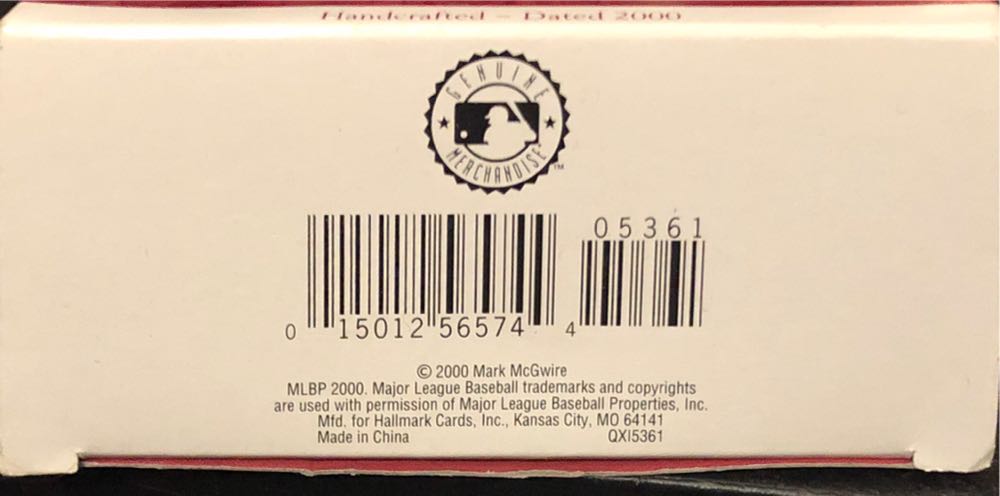 Handcrafted – Dated 2000
GENUINE
MERCHANDISE™
05361
0 15012 56574 4
© 2000 Mark McGwire
MLBP 2000. Major League Baseball trademarks and copyrights
are used with permission of Major League Baseball Properties, Inc.
Mfd. for Hallmark Cards, Inc., Kansas City, MO 64141
Made in China QXI5361